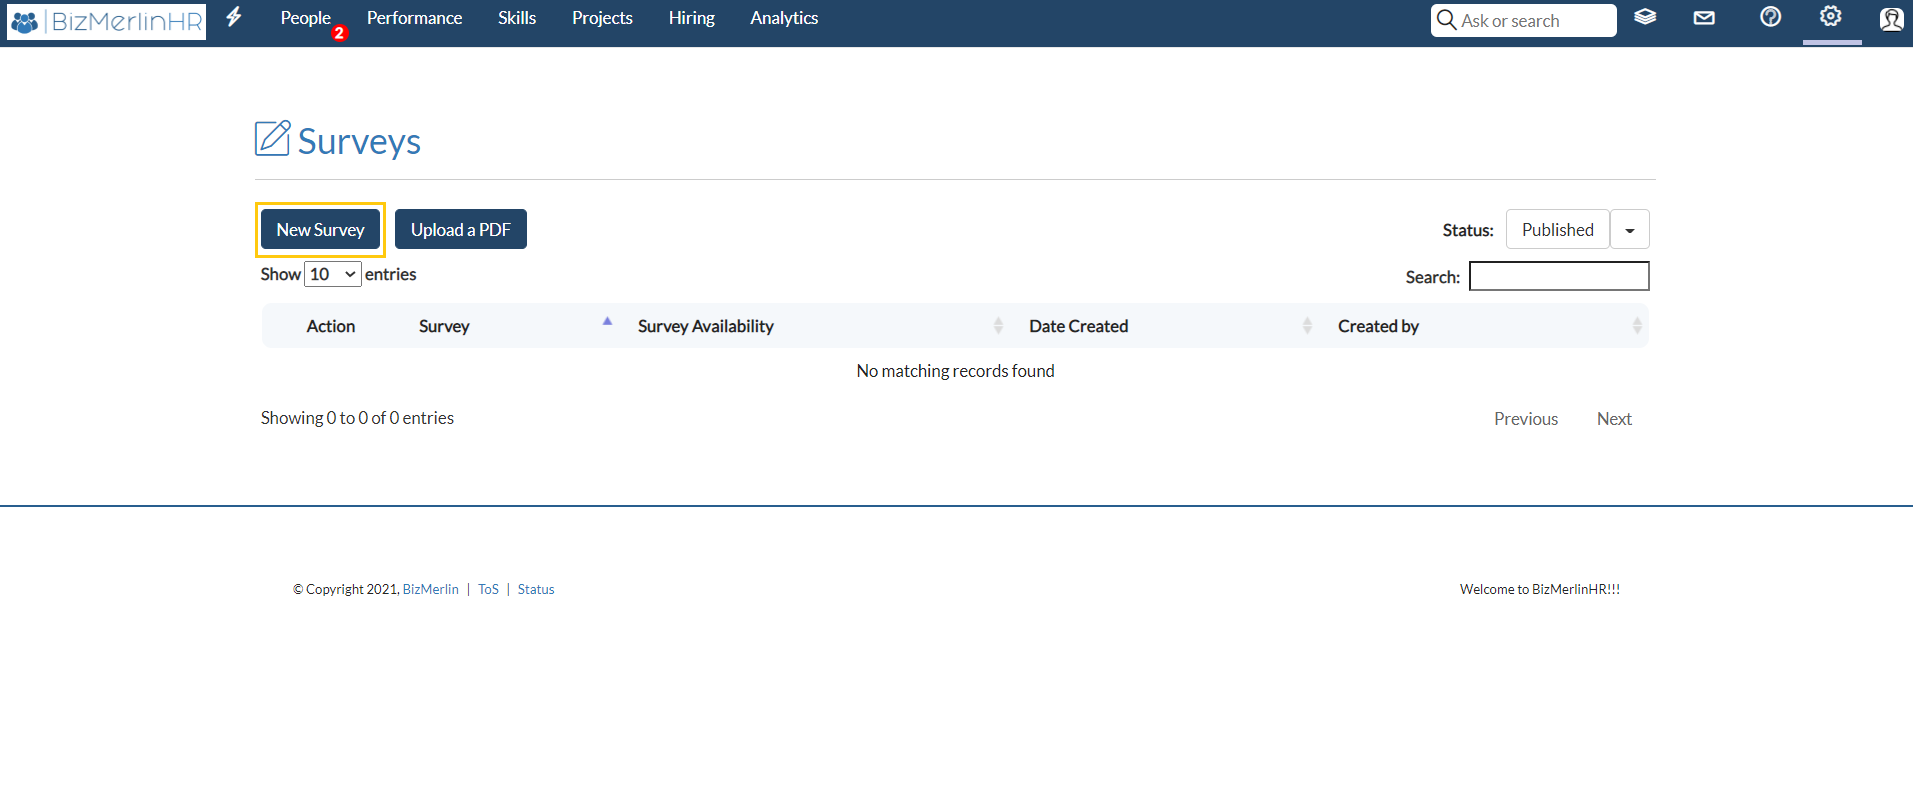 BizMerlinHR People 2 Performance Skills Projects Hiring Analytics Ask or search
Surveys
New Survey Upload a PDF Status: Published
Show 10 entries Search:
Action Survey Survey Availability Date Created Created by
No matching records found
Showing 0 to 0 of 0 entries Previous Next
© Copyright 2021, BizMerlin | ToS | Status Welcome to BizMerlinHR!!!